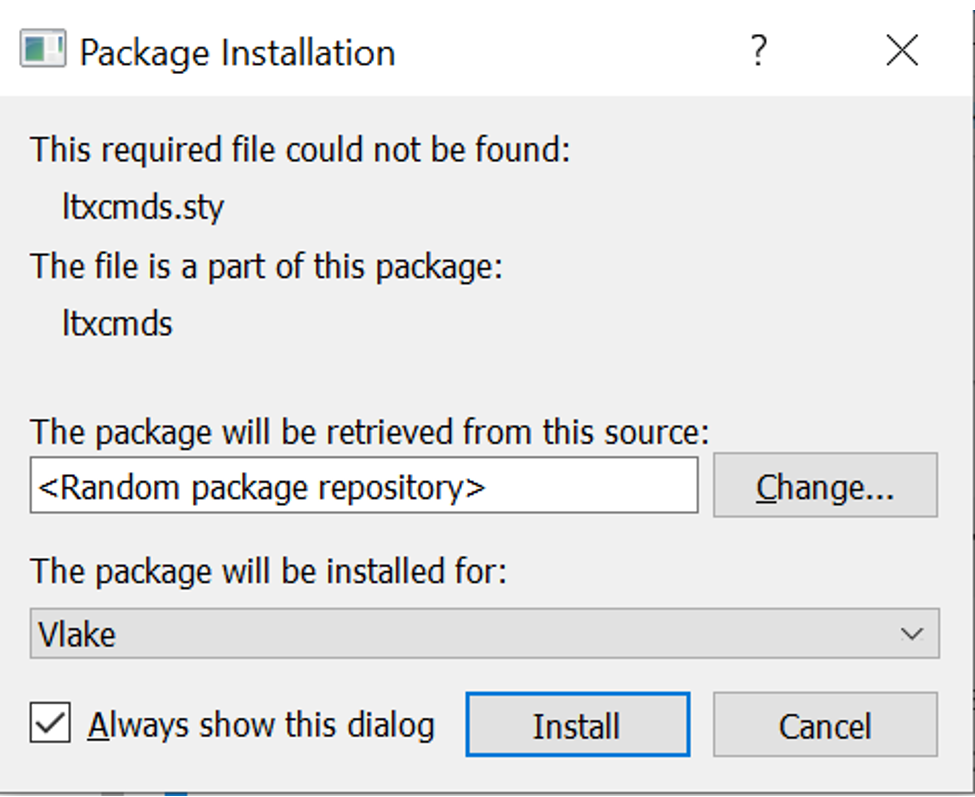 Package Installation
?
This required file could not be found:
ltxcmds.sty
The file is a part of this package:
ltxcmds
The package will be retrieved from this source:
<Random package repository>
Change...
The package will be installed for:
Vlake
Always show this dialog
Install
Cancel